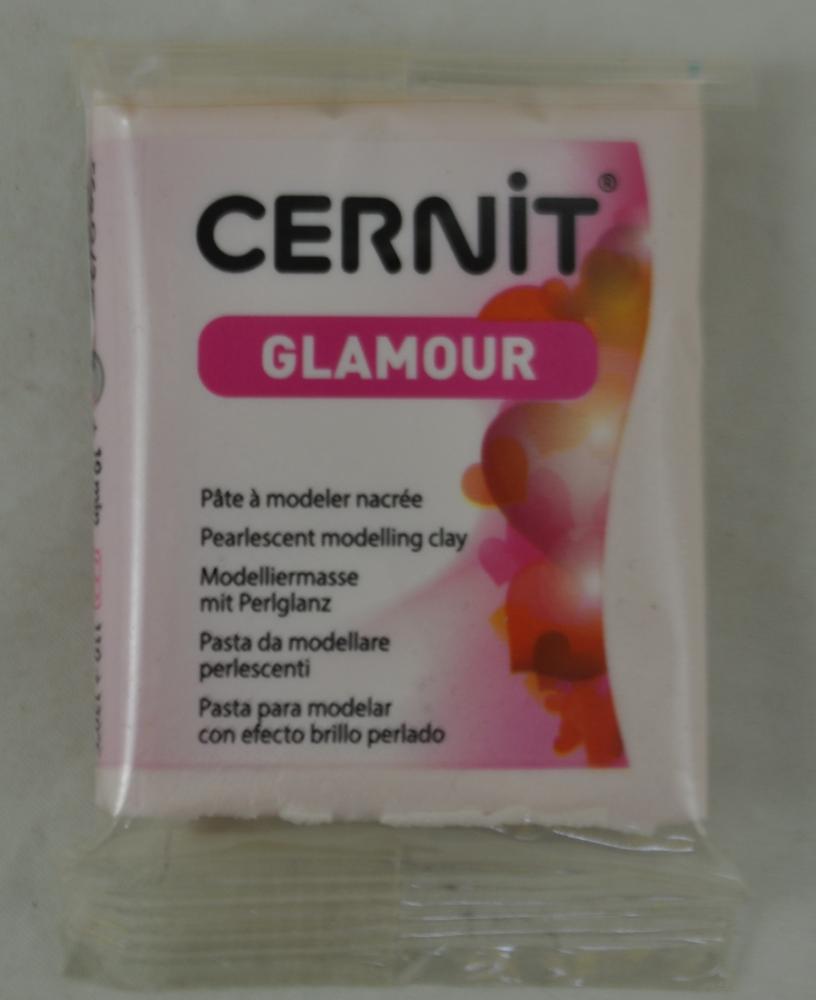 CERNiT®
GLAMOUR
Pâte à modeler nacrée
Pearlescent modelling clay
Modelliermasse
mit Perlglanz
Pasta da modellare
perlescenti
Pasta para modelar
con efecto brillo perlado